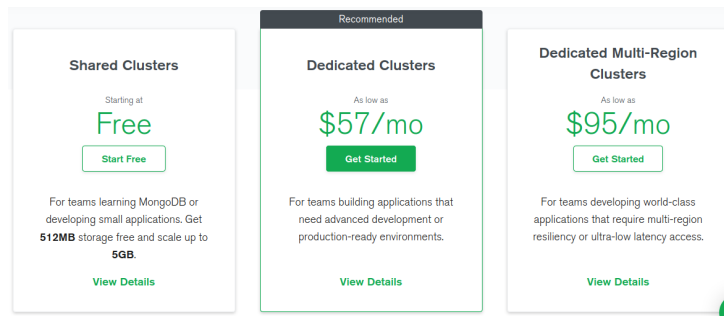 Recommended
Shared Clusters
Starting at
Free
Start Free
For teams learning MongoDB or
developing small applications. Get
512MB storage free and scale up to
5GB.
View Details
Dedicated Clusters
As low as
$57/mo
Get Started
For teams building applications that
need advanced development or
production-ready environments.
View Details
Dedicated Multi-Region
Clusters
As low as
$95/mo
Get Started
For teams developing world-class
applications that require multi-region
resiliency or ultra-low latency access.
View Details